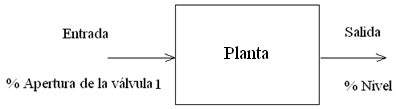 Entrada
Salida
Planta
% Apertura de la válvula 1
% Nivel